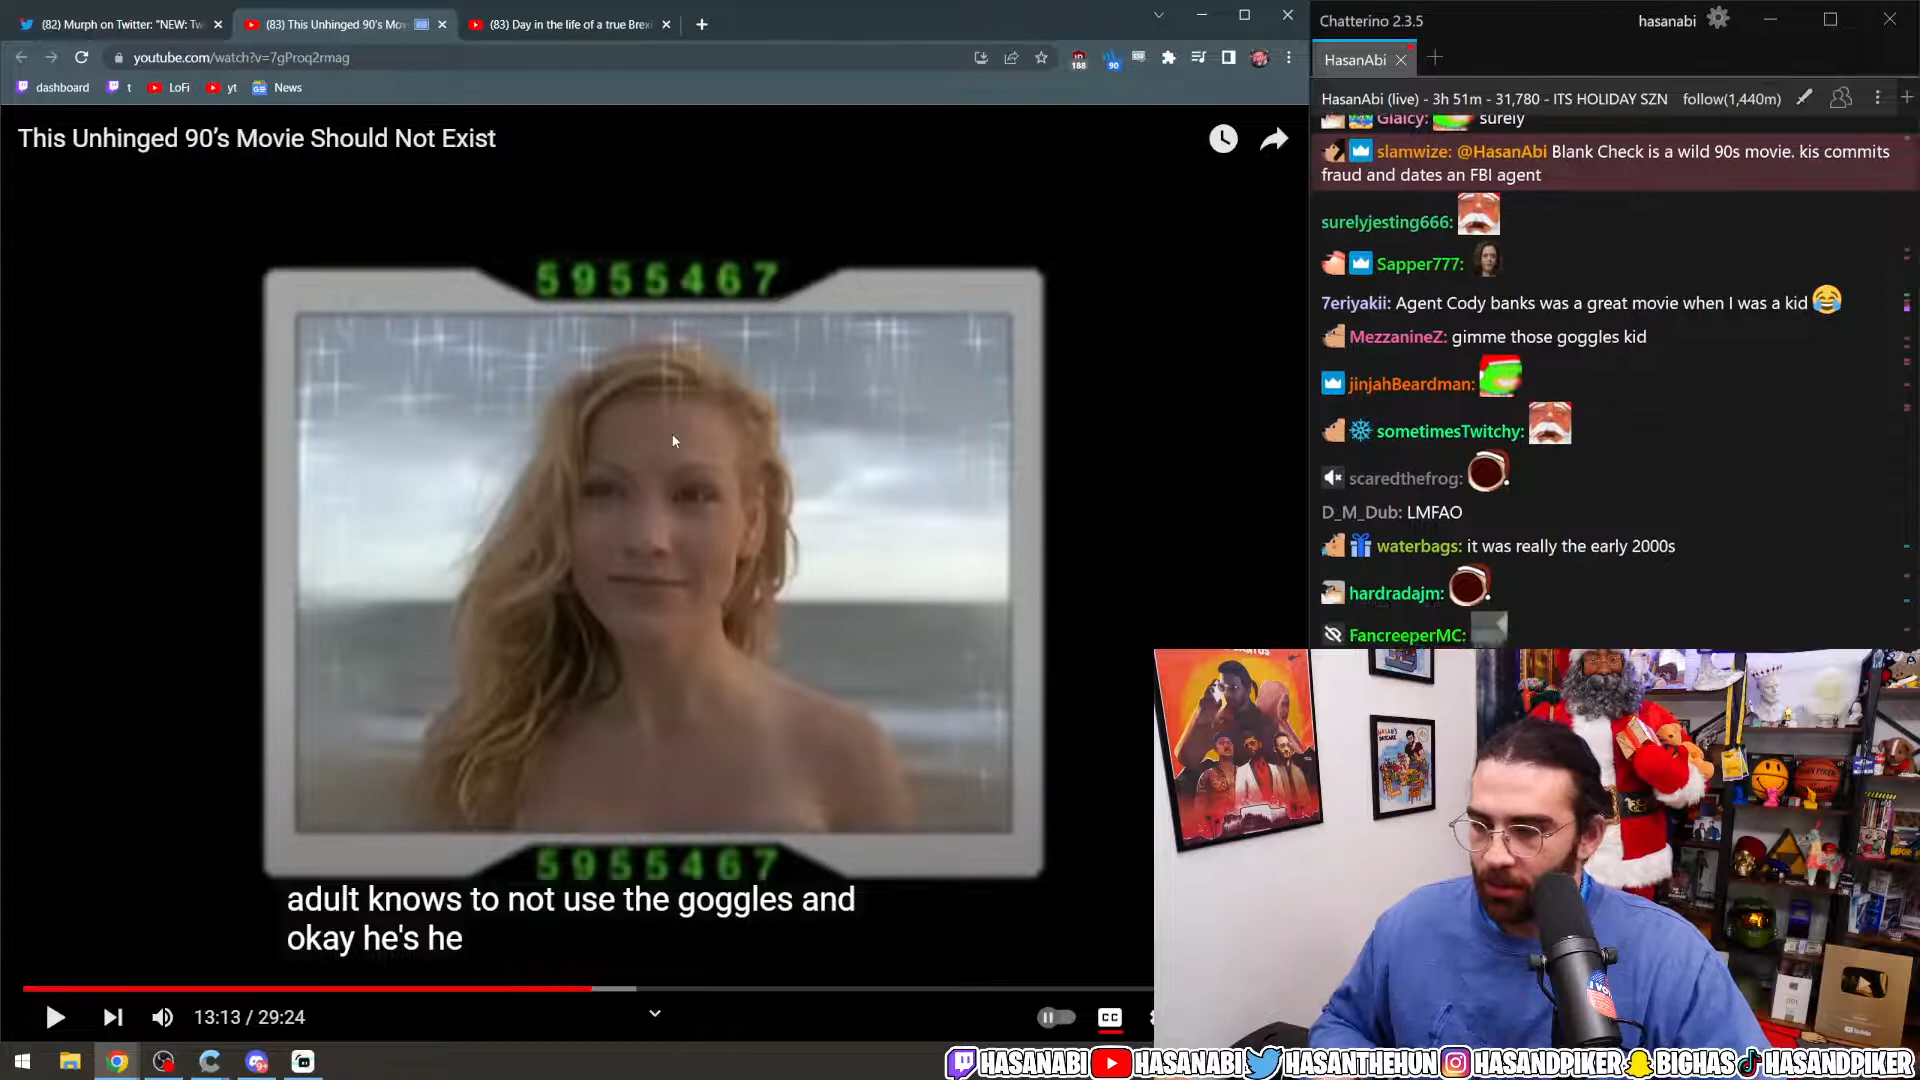 (82) Murph on Twitter: "NEW: Tw
(83) This Unhinged 90's Mov
(83) Day in the life of a true Brexi
youtube.com/watch?v=7gProq2rmag
188
90
dashboard
t
LoFi
yt
News
This Unhinged 90's Movie Should Not Exist
5955467
5955467
adult knows to not use the goggles and
okay he's he
13:13 / 29:24
CC
Chatterino 2.3.5
hasanabi
HasanAbi
HasanAbi (live) - 3h 51m - 31,780 - ITS HOLIDAY SZN
follow(1,440m)
Glaicy: surely
slamwize: @HasanAbi Blank Check is a wild 90s movie. kis commits
fraud and dates an FBI agent
surelyjesting666:
Sapper777:
7eriyakii: Agent Cody banks was a great movie when I was a kid
MezzanineZ: gimme those goggles kid
jinjahBeardman:
sometimesTwitchy:
scaredthefrog:
D_M_Dub: LMFAO
waterbags: it was really the early 2000s
hardradajm:
FancreeperMC:
I VO
HASANABI
HASANABI
HASANTHEHUN
HASANDPIKER
BIGHAS
HASANDPIKER